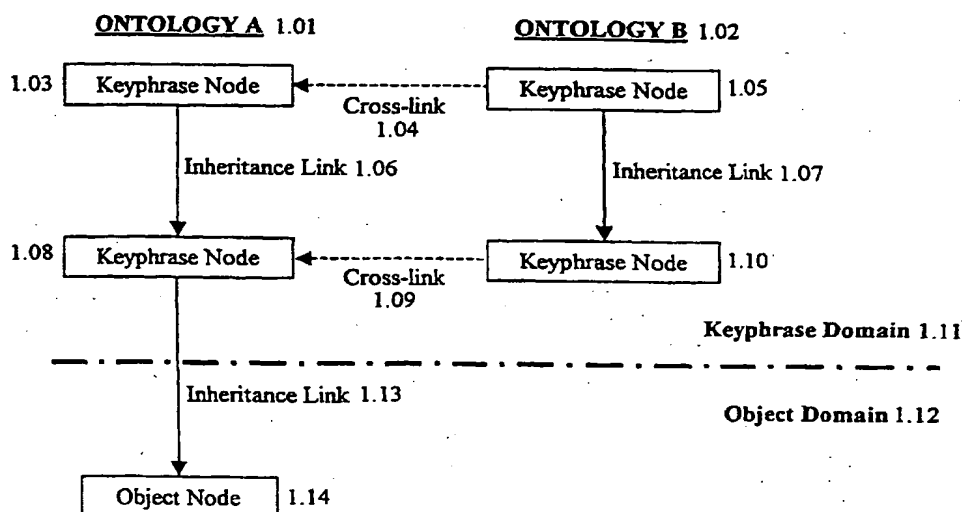 ONTOLOGY A 1.01
ONTOLOGY B 1.02
1.03 Keyphrase Node
Keyphrase Node 1.05
Cross-link
1.04
Inheritance Link 1.06
Inheritance Link 1.07
1.08 Keyphrase Node
Keyphrase Node 1.10
Cross-link
1.09
Keyphrase Domain 1.11
Inheritance Link 1.13
Object Domain 1.12
Object Node 1.14